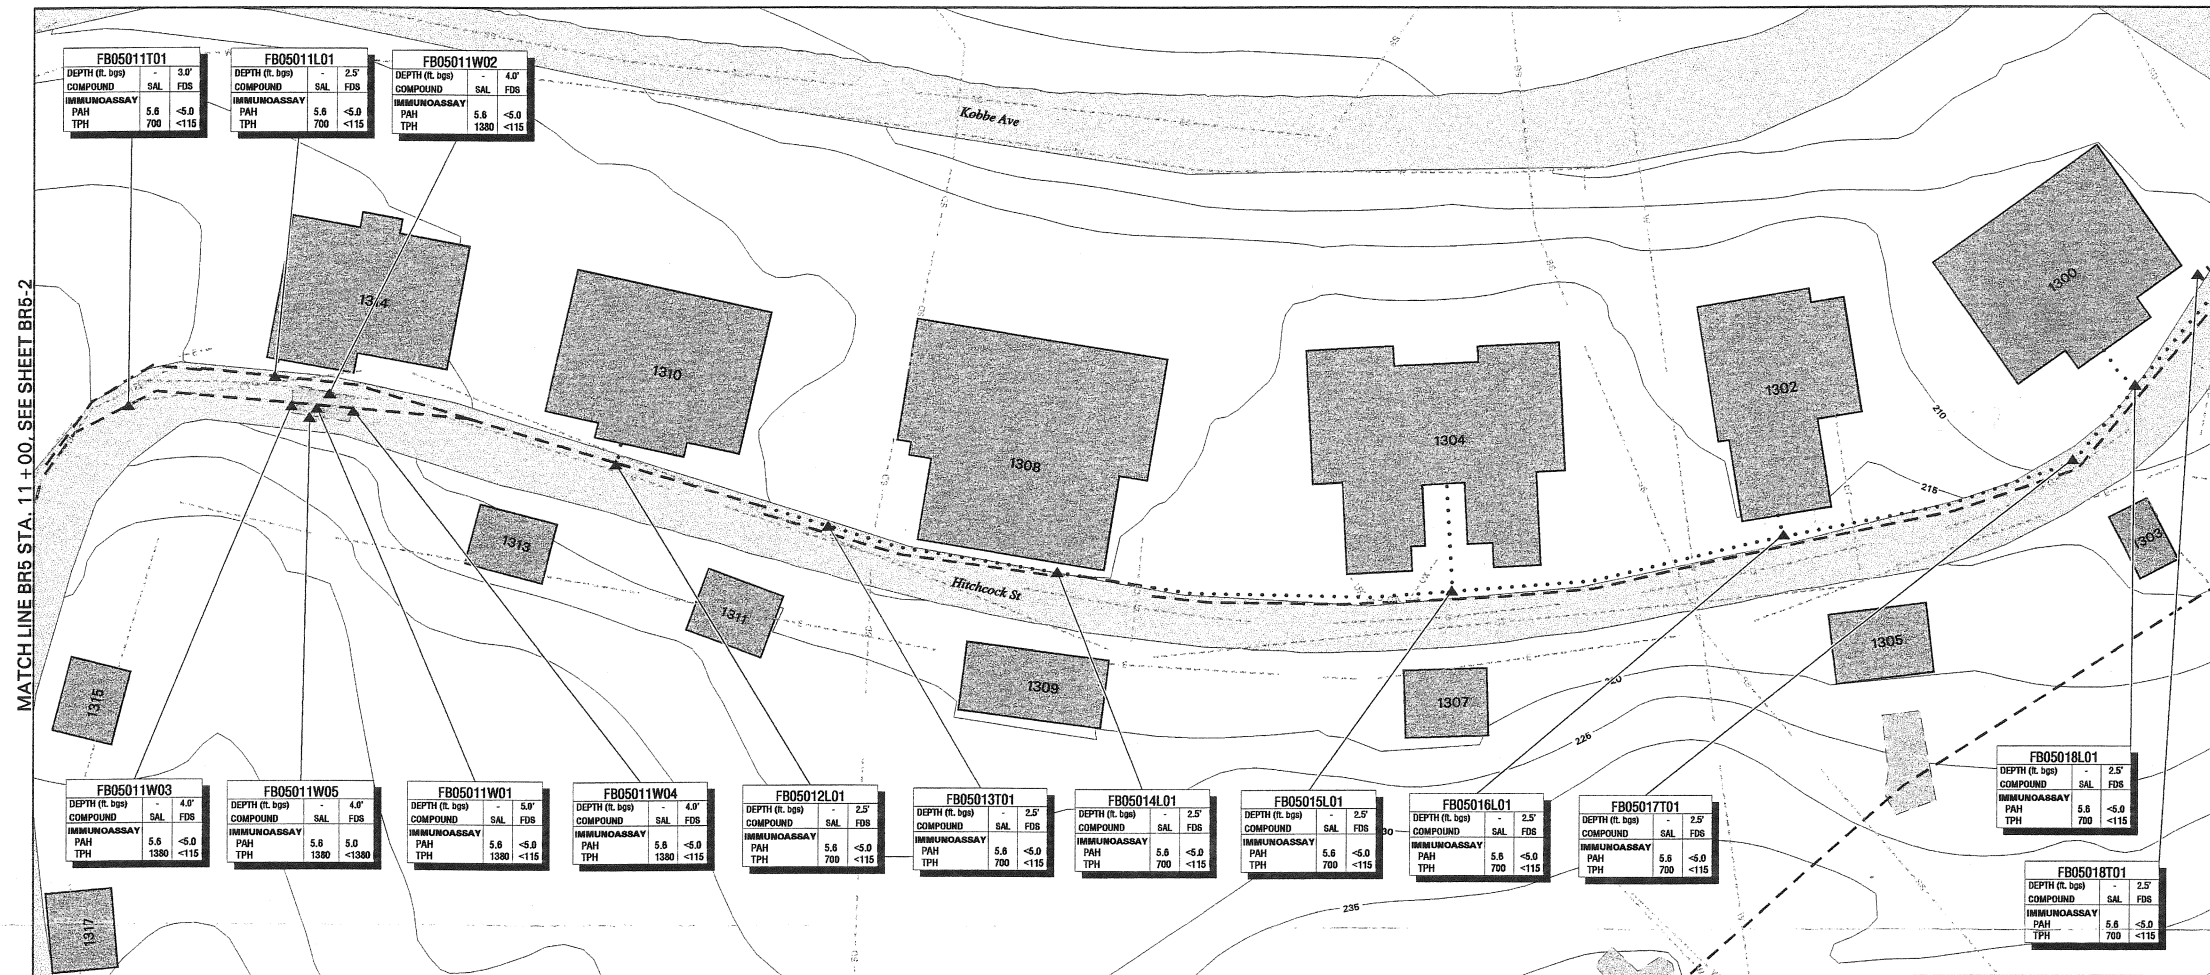 FB05011T01
DEPTH (ft. bgs) - 3.0'
COMPOUND SAL FDS
IMMUNOASSAY
PAH 5.6 <5.0
TPH 700 <115
FB05011L01
DEPTH (ft. bgs) - 2.5'
COMPOUND SAL FDS
IMMUNOASSAY
PAH 5.6 <5.0
TPH 700 <115
FB05011W02
DEPTH (ft. bgs) - 4.0'
COMPOUND SAL FDS
IMMUNOASSAY
PAH 5.6 <5.0
TPH 1380 <115
Kobbe Ave
MATCH LINE BR5 STA. 11+00, SEE SHEET BR5-2
1314
1310
1308
1304
1302
1300
210
215
1313
1311
Hitchcock St
1309
1307
1305
1303
1315
1317
220
225
30
235
FB05011W03
DEPTH (ft. bgs) - 4.0'
COMPOUND SAL FDS
IMMUNOASSAY
PAH 5.6 <5.0
TPH 1380 <115
FB05011W05
DEPTH (ft. bgs) - 4.0'
COMPOUND SAL FDS
IMMUNOASSAY
PAH 5.6 5.0
TPH 1380 <1380
FB05011W01
DEPTH (ft. bgs) - 5.0'
COMPOUND SAL FDS
IMMUNOASSAY
PAH 5.6 <5.0
TPH 1380 <115
FB05011W04
DEPTH (ft. bgs) - 4.0'
COMPOUND SAL FDS
IMMUNOASSAY
PAH 5.6 <5.0
TPH 1380 <115
FB05012L01
DEPTH (ft. bgs) - 2.5'
COMPOUND SAL FDS
IMMUNOASSAY
PAH 5.6 <5.0
TPH 700 <115
FB05013T01
DEPTH (ft. bgs) - 2.5'
COMPOUND SAL FDS
IMMUNOASSAY
PAH 5.6 <5.0
TPH 700 <115
FB05014L01
DEPTH (ft. bgs) - 2.5'
COMPOUND SAL FDS
IMMUNOASSAY
PAH 5.6 <5.0
TPH 700 <115
FB05015L01
DEPTH (ft. bgs) - 2.5'
COMPOUND SAL FDS
IMMUNOASSAY
PAH 5.6 <5.0
TPH 700 <115
FB05016L01
DEPTH (ft. bgs) - 2.5'
COMPOUND SAL FDS
IMMUNOASSAY
PAH 5.6 <5.0
TPH 700 <115
FB05017T01
DEPTH (ft. bgs) - 2.5'
COMPOUND SAL FDS
IMMUNOASSAY
PAH 5.6 <5.0
TPH 700 <115
FB05018L01
DEPTH (ft. bgs) - 2.5'
COMPOUND SAL FDS
IMMUNOASSAY
PAH 5.6 <5.0
TPH 700 <115
FB05018T01
DEPTH (ft. bgs) - 2.5'
COMPOUND SAL FDS
IMMUNOASSAY
PAH 5.6 <5.0
TPH 700 <115